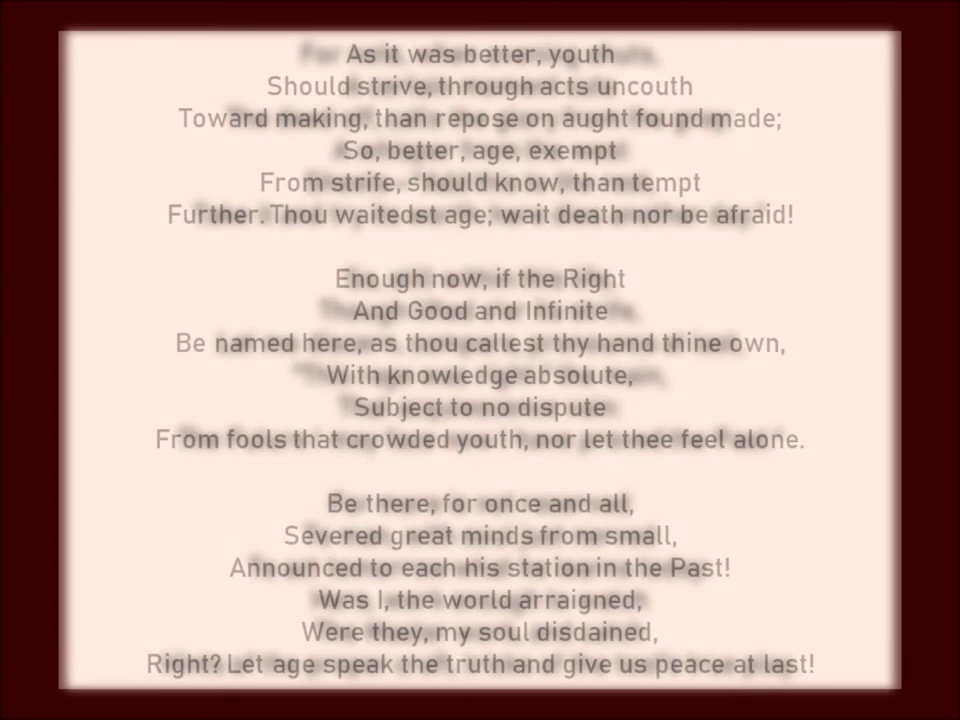 As it was better, youth
Should strive, through acts uncouth
Toward making, than repose on aught found made;
So, better, age, exempt
From strife, should know, than tempt
Further. Thou waitedst age; wait death nor be afraid!
Enough now, if the Right
And Good and Infinite
Be named here, as thou callest thy hand thine own,
With knowledge absolute,
Subject to no dispute
From fools that crowded youth, nor let thee feel alone.
Be there, for once and all,
Severed great minds from small,
Announced to each his station in the Past!
Was I, the world arraigned,
Were they, my soul disdained,
Right? Let age speak the truth and give us peace at last!